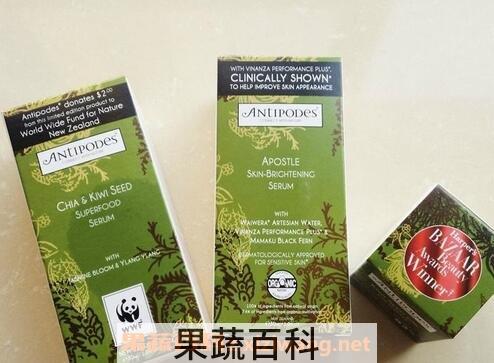 Antipodes® donates $2.00
from this limited edition product to
World Wide Fund for Nature
New Zealand
ANTIPODES®
CHIA & KIWI SEED
SUPERFOOD
SERUM
WITH
JASMINE BLOOM & YLANG YLANG
WWF
WITH VINANZA PERFORMANCE PLUS®,
CLINICALLY SHOWN*
TO HELP IMPROVE SKIN APPEARANCE
ANTIPODES®
APOSTLE
SKIN-BRIGHTENING
SERUM
WITH
WAIWERA® ARTESIAN WATER,
VINANZA PERFORMANCE PLUS® &
MAMAKU BLACK FERN
DERMATOLOGICALLY APPROVED
FOR SENSITIVE SKIN
ORGANIC
Harper's
BAZAAR
Beauty
Awards
Winner
果蔬百科